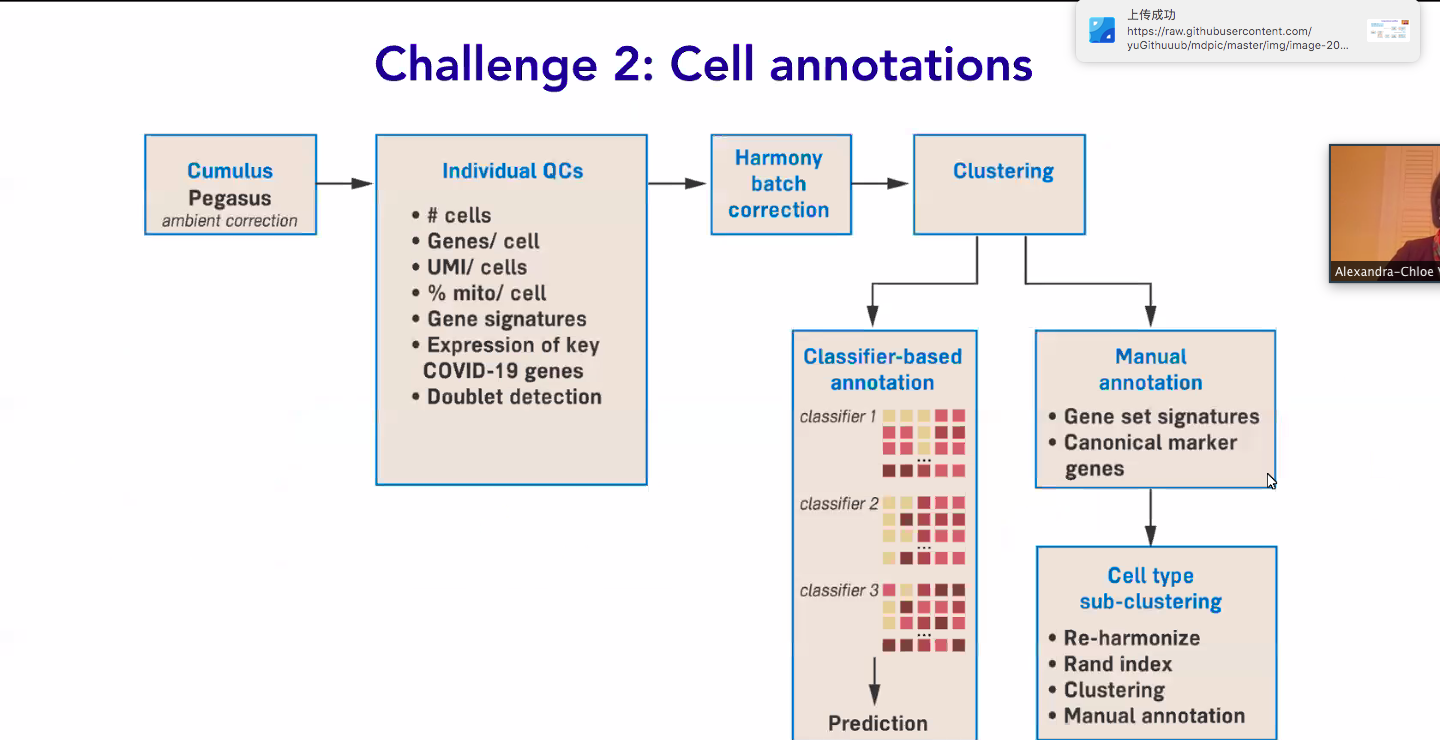 上传成功
https://raw.githubusercontent.com/
yuGithuuub/mdpic/master/img/image-20...
Challenge 2: Cell annotations
Cumulus
Pegasus
ambient correction
Individual QCs
• # cells
• Genes/ cell
• UMI/ cells
• % mito/ cell
• Gene signatures
• Expression of key
COVID-19 genes
• Doublet detection
Harmony
batch
correction
Clustering
Classifier-based
annotation
classifier 1
...
classifier 2
...
classifier 3
...
Prediction
Manual
annotation
• Gene set signatures
• Canonical marker
genes
Cell type
sub-clustering
• Re-harmonize
• Rand index
• Clustering
• Manual annotation
Alexandra-Chloe